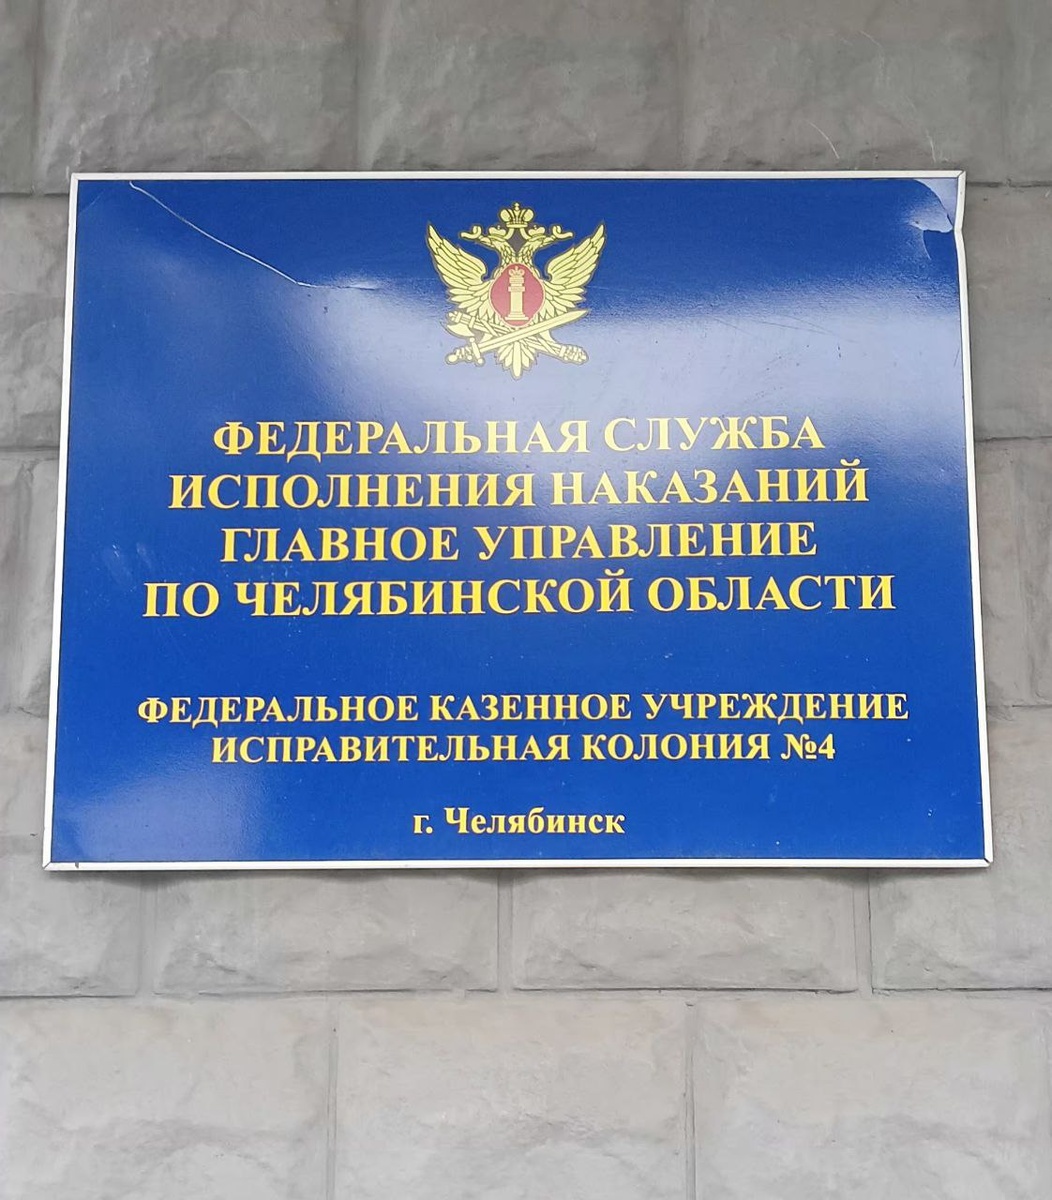 ФЕДЕРАЛЬНАЯ СЛУЖБА
ИСПОЛНЕНИЯ НАКАЗАНИЙ
ГЛАВНОЕ УПРАВЛЕНИЕ
ПО ЧЕЛЯБИНСКОЙ ОБЛАСТИ
ФЕДЕРАЛЬНОЕ КАЗЕННОЕ УЧРЕЖДЕНИЕ
ИСПРАВИТЕЛЬНАЯ КОЛОНИЯ №4
г. Челябинск